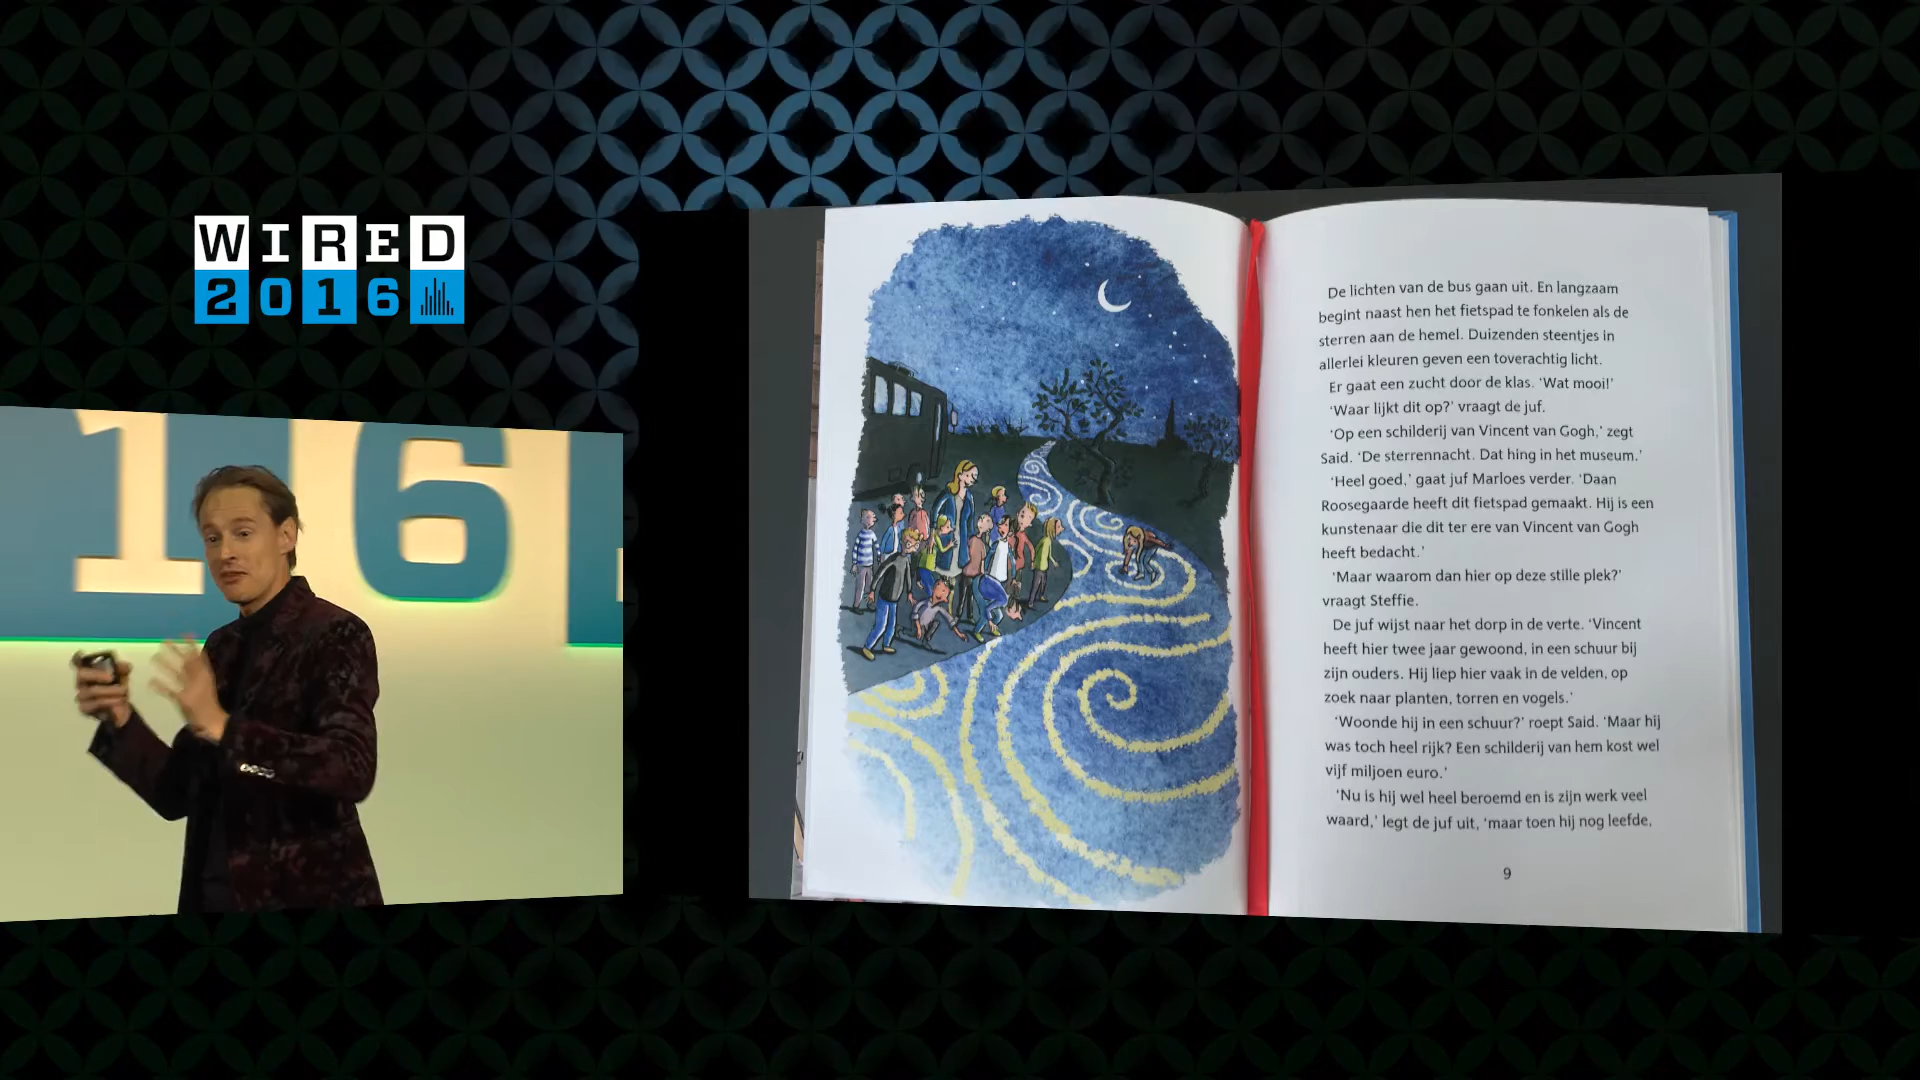 WIRED
2016
16
De lichten van de bus gaan uit. En langzaam
begint naast hen het fietspad te fonkelen als de
sterren aan de hemel. Duizenden steentjes in
allerlei kleuren geven een toverachtig licht.
Er gaat een zucht door de klas. ‘Wat mooi!’
‘Waar lijkt dit op?’ vraagt de juf.
‘Op een schilderij van Vincent van Gogh,’ zegt
Said. ‘De sterrennacht. Dat hing in het museum.’
‘Heel goed,’ gaat juf Marloes verder. ‘Daan
Roosegaarde heeft dit fietspad gemaakt. Hij is een
kunstenaar die dit ter ere van Vincent van Gogh
heeft bedacht.’
‘Maar waarom dan hier op deze stille plek?’
vraagt Steffie.
De juf wijst naar het dorp in de verte. ‘Vincent
heeft hier twee jaar gewoond, in een schuur bij
zijn ouders. Hij liep hier vaak in de velden, op
zoek naar planten, torren en vogels.’
‘Woonde hij in een schuur?’ roept Said. ‘Maar hij
was toch heel rijk? Een schilderij van hem kost wel
vijf miljoen euro.’
‘Nu is hij wel heel beroemd en is zijn werk veel
waard,’ legt de juf uit, ‘maar toen hij nog leefde,
9